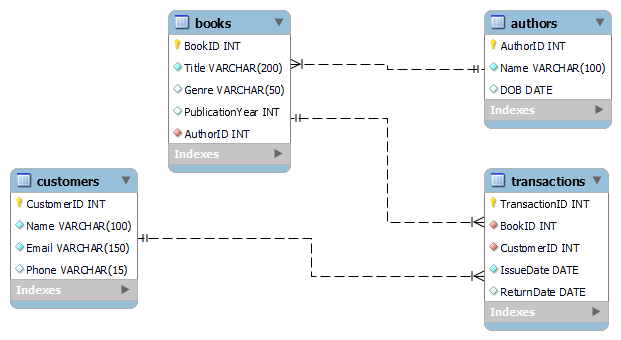 books
BookID INT
Title VARCHAR(200)
Genre VARCHAR(50)
PublicationYear INT
AuthorID INT
Indexes
authors
AuthorID INT
Name VARCHAR(100)
DOB DATE
Indexes
customers
CustomerID INT
Name VARCHAR(100)
Email VARCHAR(150)
Phone VARCHAR(15)
Indexes
transactions
TransactionID INT
BookID INT
CustomerID INT
IssueDate DATE
ReturnDate DATE
Indexes